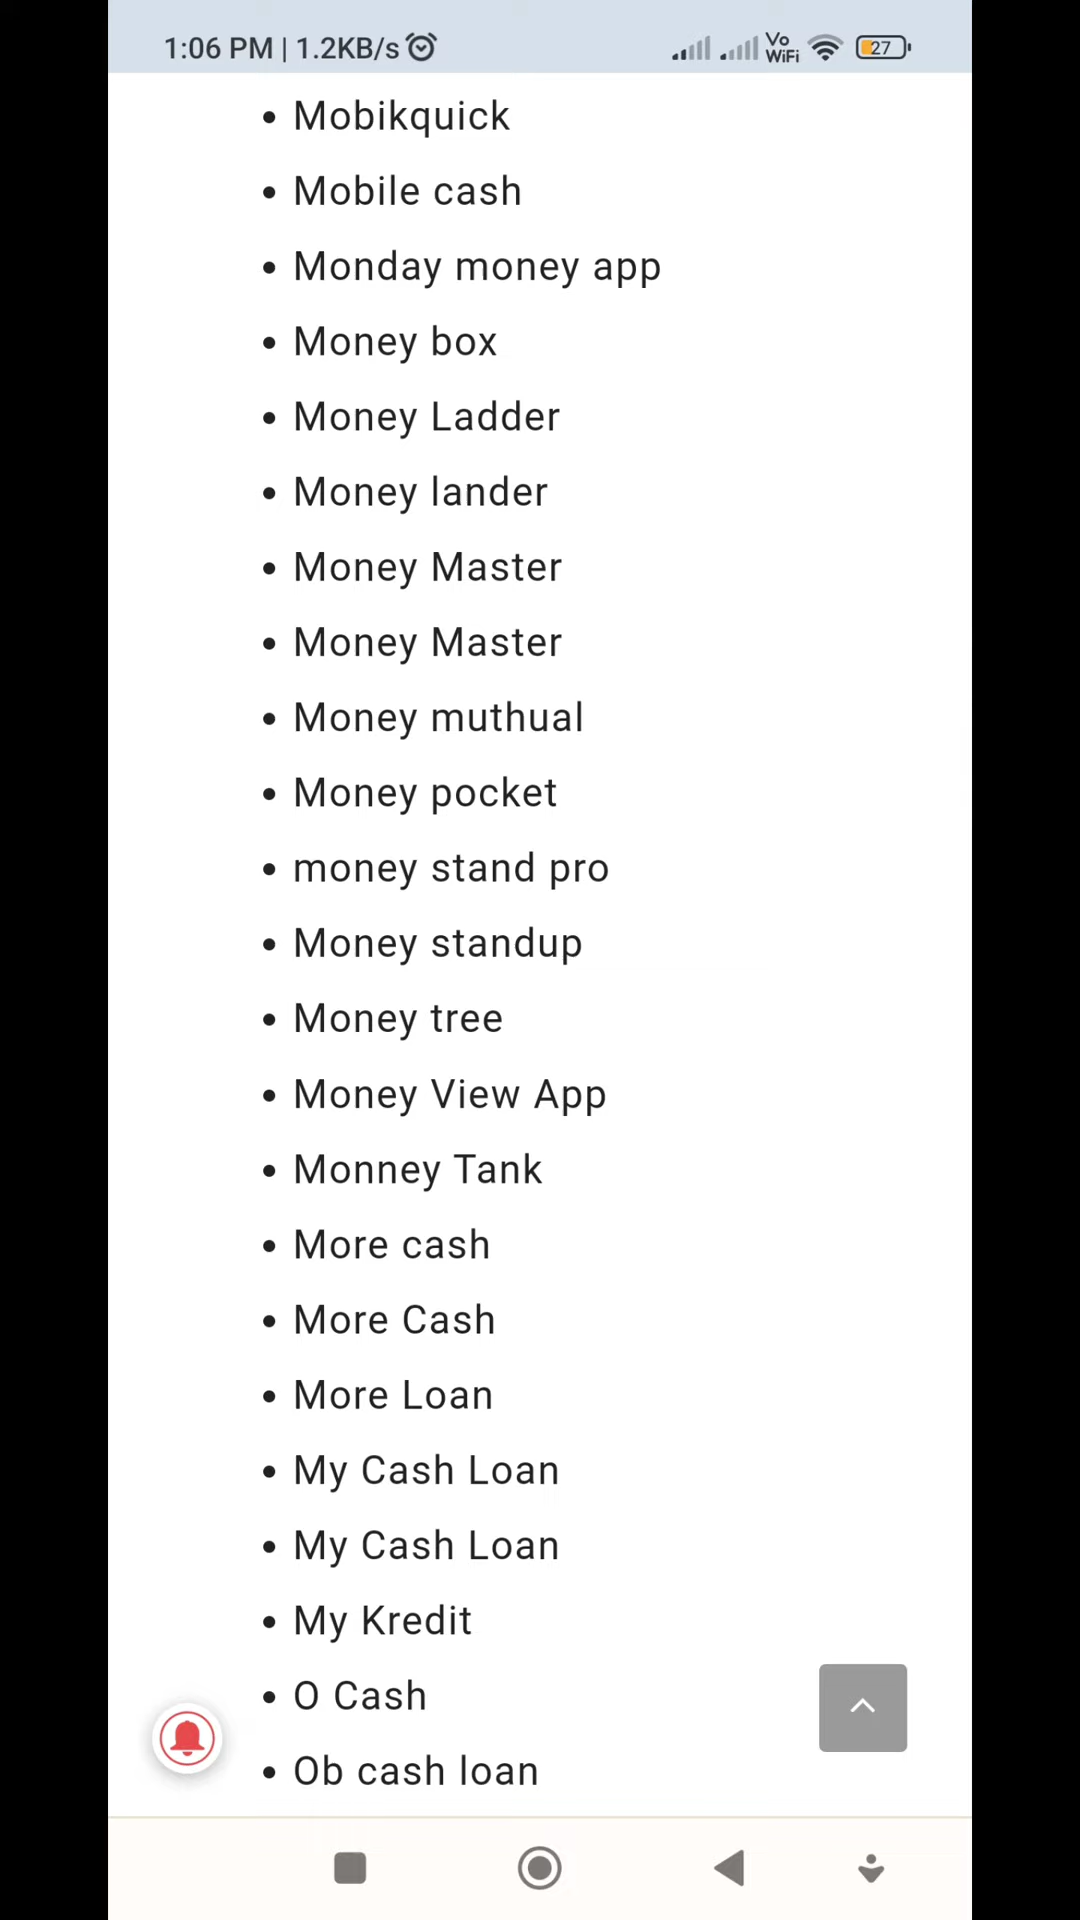 1:06 PM | 1.2KB/s
Vo
WiFi
27
• Mobikquick
• Mobile cash
• Monday money app
• Money box
• Money Ladder
• Money lander
• Money Master
• Money Master
• Money muthual
• Money pocket
• money stand pro
• Money standup
• Money tree
• Money View App
• Monney Tank
• More cash
• More Cash
• More Loan
• My Cash Loan
• My Cash Loan
• My Kredit
• O Cash
• Ob cash loan